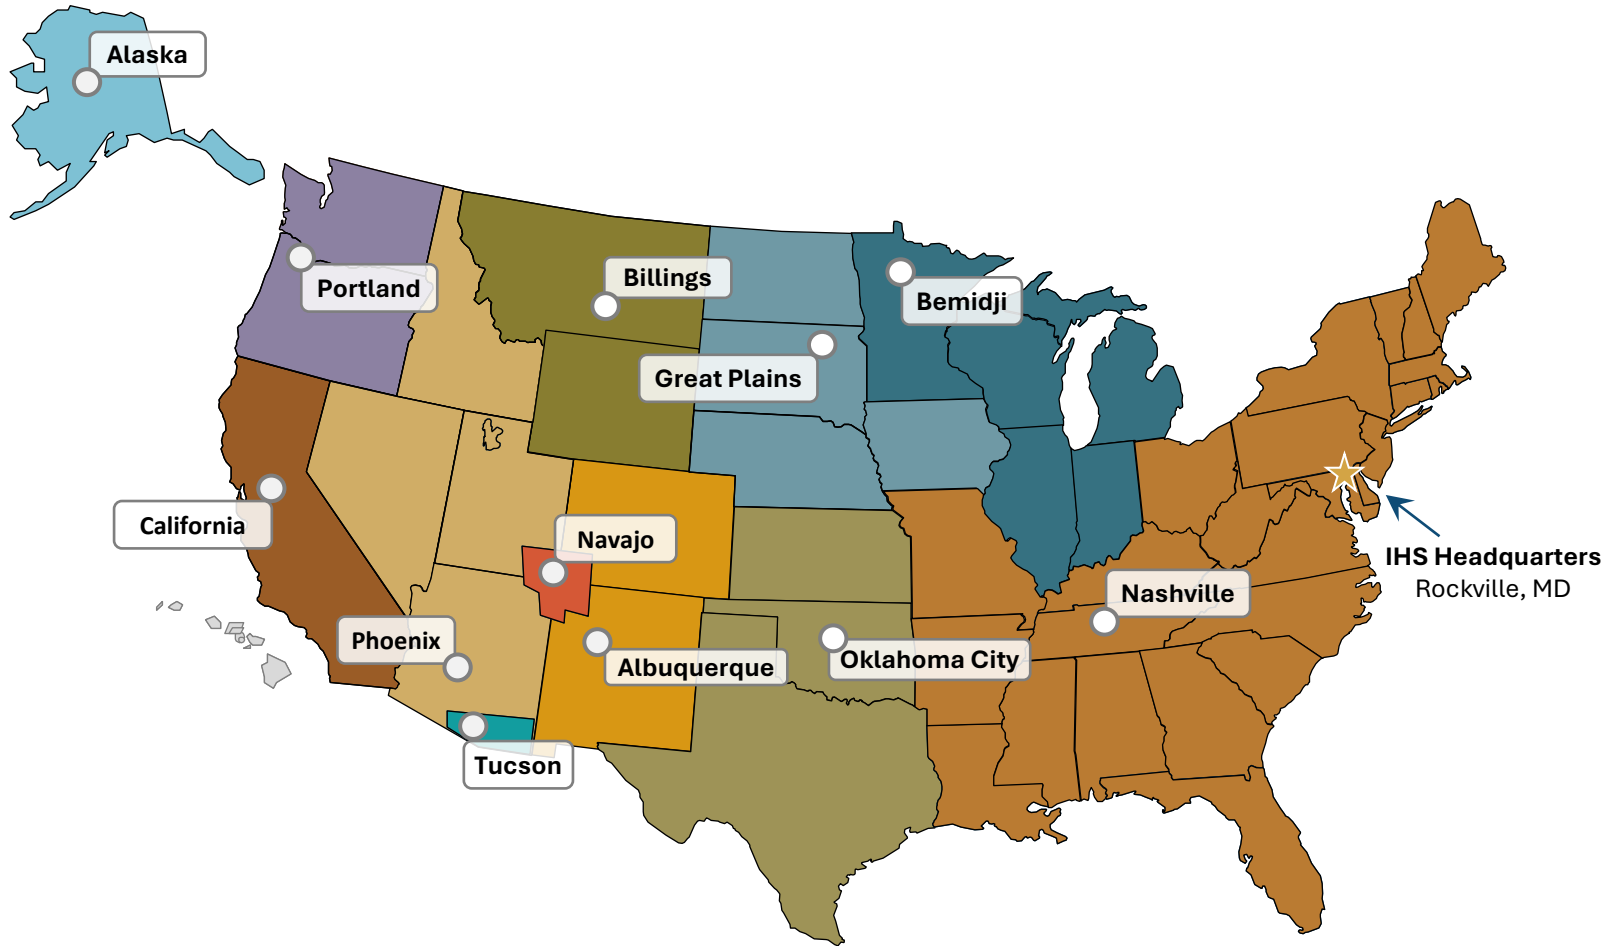 Alaska
Portland
Billings
Bemidji
Great Plains
California
Navajo
IHS Headquarters
Rockville, MD
Nashville
Phoenix
Albuquerque
Oklahoma City
Tucson